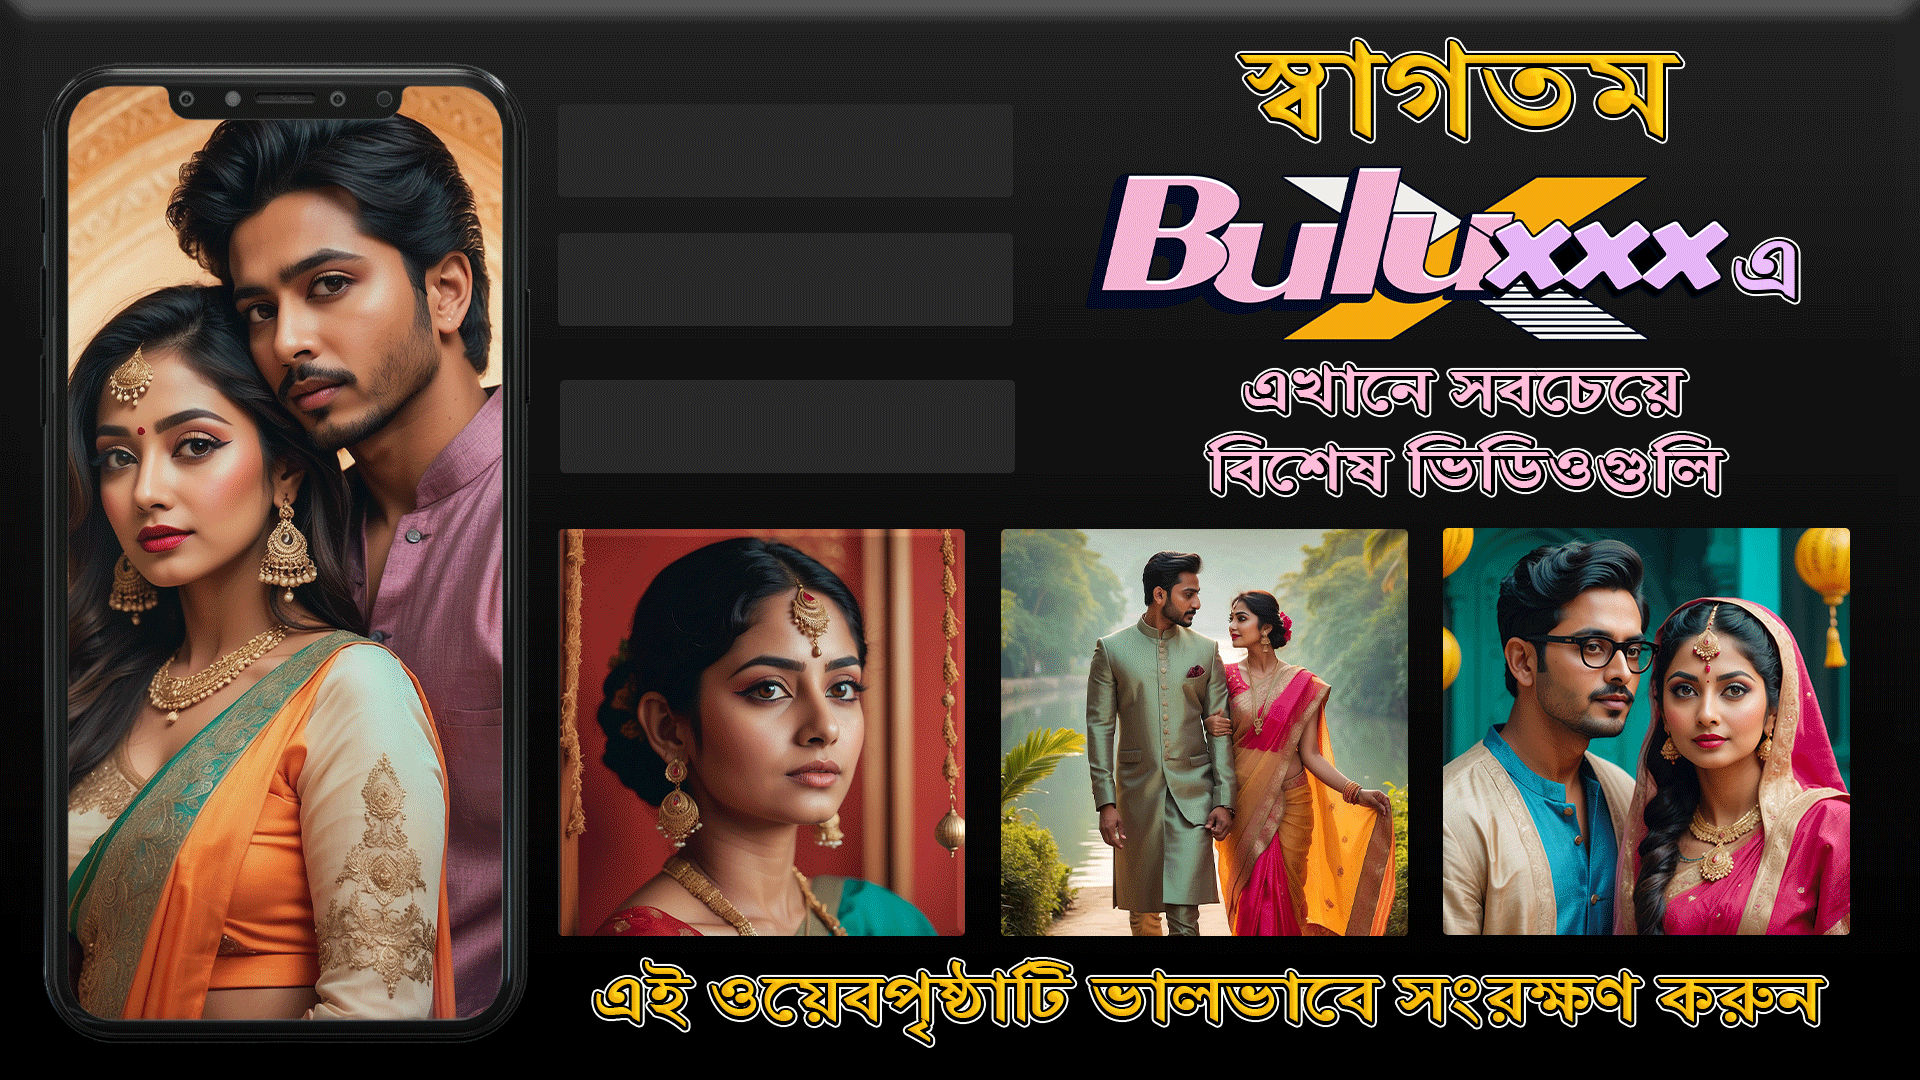 স্বাগতম
Buluxxx এ
এখানে সবচেয়ে
বিশেষ ভিডিওগুলি
এই ওয়েবপৃষ্ঠাটি ভালভাবে সংরক্ষণ করুন